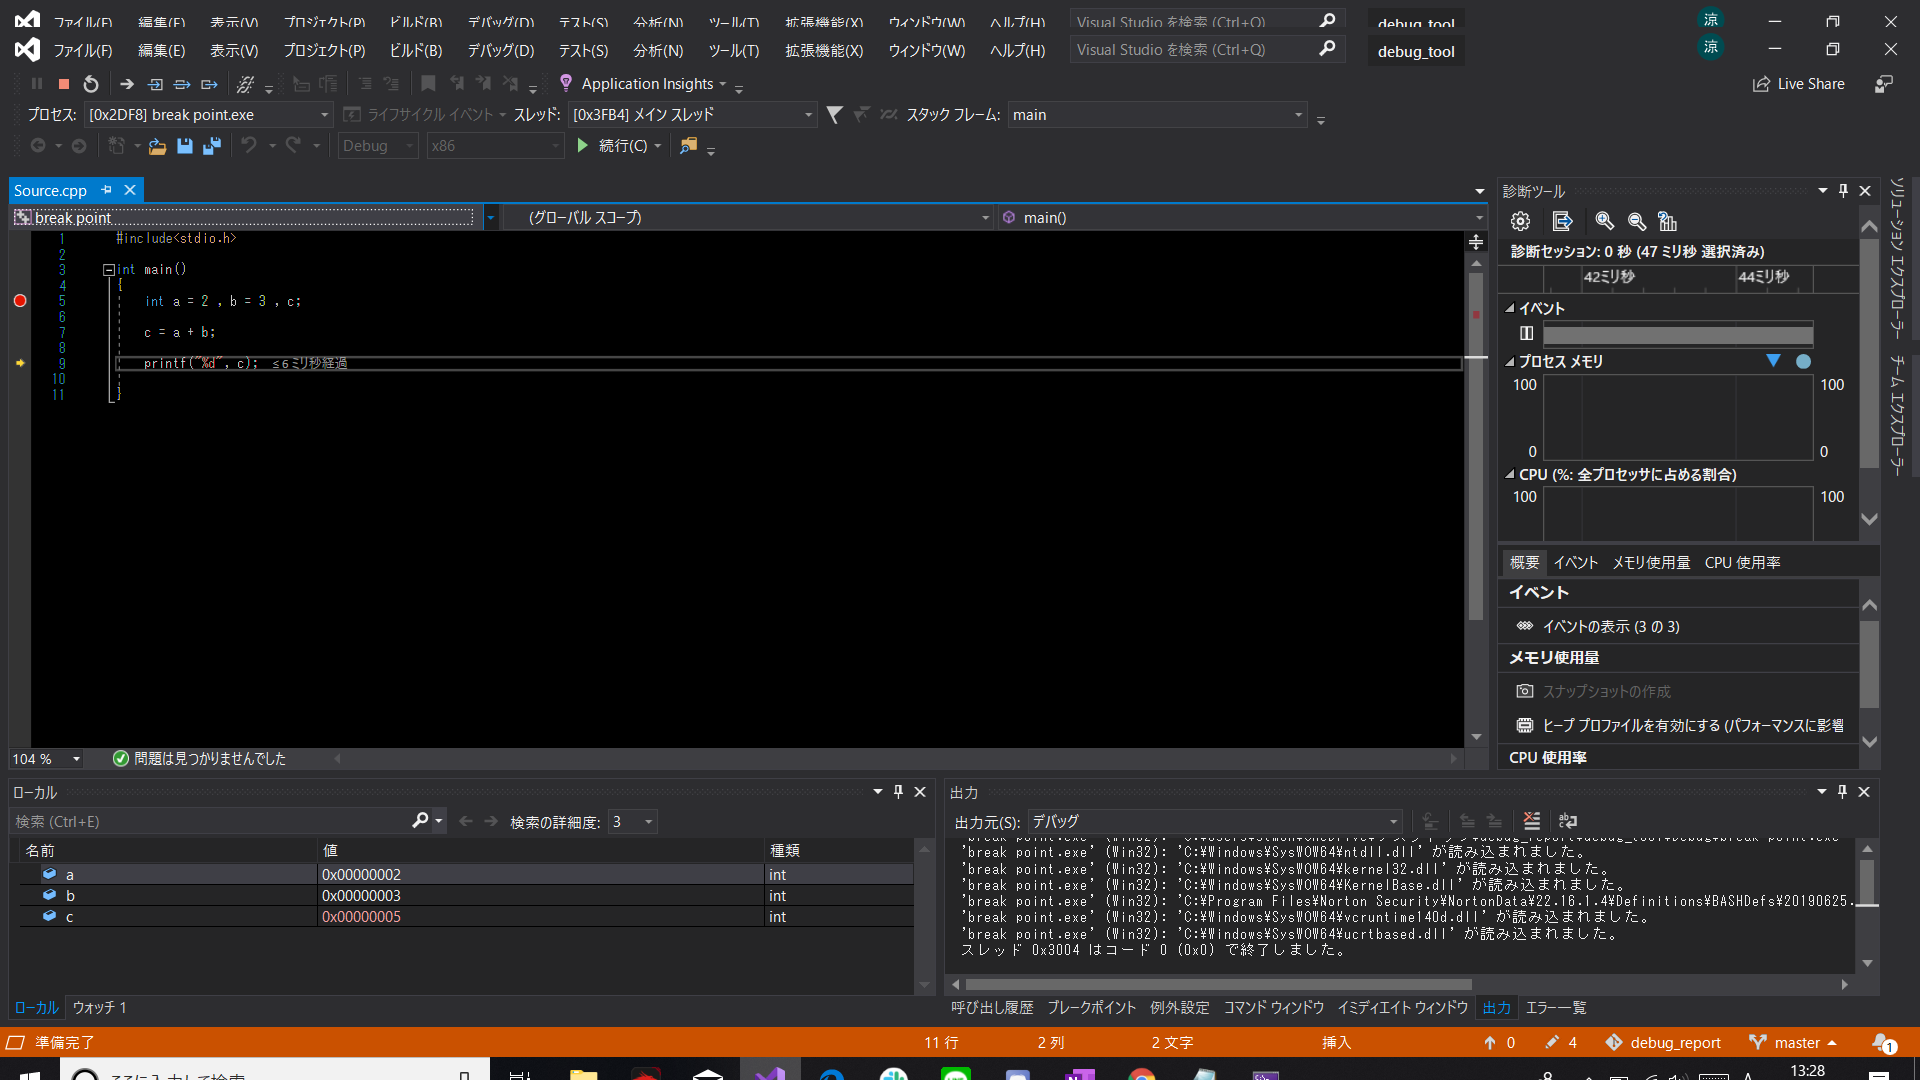 ファイル(F) 編集(E) 表示(V) プロジェクト(P) ビルド(B) デバッグ(D) テスト(S) 分析(N) ツール(T) 拡張機能(X) ウィンドウ(W) ヘルプ(H) Visual Studio を検索 (Ctrl+Q) debug_tool 涼
ファイル(F) 編集(E) 表示(V) プロジェクト(P) ビルド(B) デバッグ(D) テスト(S) 分析(N) ツール(T) 拡張機能(X) ウィンドウ(W) ヘルプ(H) Visual Studio を検索 (Ctrl+Q) debug_tool 涼
Application Insights Live Share
プロセス: [0x2DF8] break point.exe ライフサイクル イベント スレッド: [0x3FB4] メイン スレッド スタック フレーム: main
Debug x86 続行(C)
Source.cpp
break point (グローバル スコープ) main()
1 #include<stdio.h>
2
3 int main()
4 {
5 int a = 2 , b = 3 , c;
6
7 c = a + b;
8
9 printf("%d", c); ≤ 6 ミリ秒経過
10
11 }
104 % 問題は見つかりませんでした
診断ツール
診断セッション: 0 秒 (47 ミリ秒 選択済み)
42ミリ秒 44ミリ秒
イベント
プロセス メモリ
100 100
0 0
CPU (%: 全プロセッサに占める割合)
100 100
概要 イベント メモリ使用量 CPU 使用率
イベント
イベントの表示 (3 の 3)
メモリ使用量
スナップショットの作成
ヒープ プロファイルを有効にする (パフォーマンスに影響
CPU 使用率
ソリューション エクスプローラー
チーム エクスプローラー
ローカル
検索 (Ctrl+E) 検索の詳細度: 3
名前 値 種類
a 0x00000002 int
b 0x00000003 int
c 0x00000005 int
ローカル ウォッチ 1
出力
出力元(S): デバッグ
'break point.exe' (Win32): 'C:¥Windows¥SysWOW64¥ntdll.dll' が読み込まれました。
'break point.exe' (Win32): 'C:¥Windows¥SysWOW64¥kernel32.dll' が読み込まれました。
'break point.exe' (Win32): 'C:¥Windows¥SysWOW64¥KernelBase.dll' が読み込まれました。
'break point.exe' (Win32): 'C:¥Program Files¥Norton Security¥NortonData¥22.16.1.4¥Definitions¥BASHDefs¥20190625.
'break point.exe' (Win32): 'C:¥Windows¥SysWOW64¥vcruntime140d.dll' が読み込まれました。
'break point.exe' (Win32): 'C:¥Windows¥SysWOW64¥ucrtbased.dll' が読み込まれました。
スレッド 0x3004 はコード 0 (0x0) で終了しました。
呼び出し履歴 ブレークポイント 例外設定 コマンド ウィンドウ イミディエイト ウィンドウ 出力 エラー一覧
準備完了 11 行 2 列 2 文字 挿入 0 4 debug_report master 1
ここに入力して検索 13:28